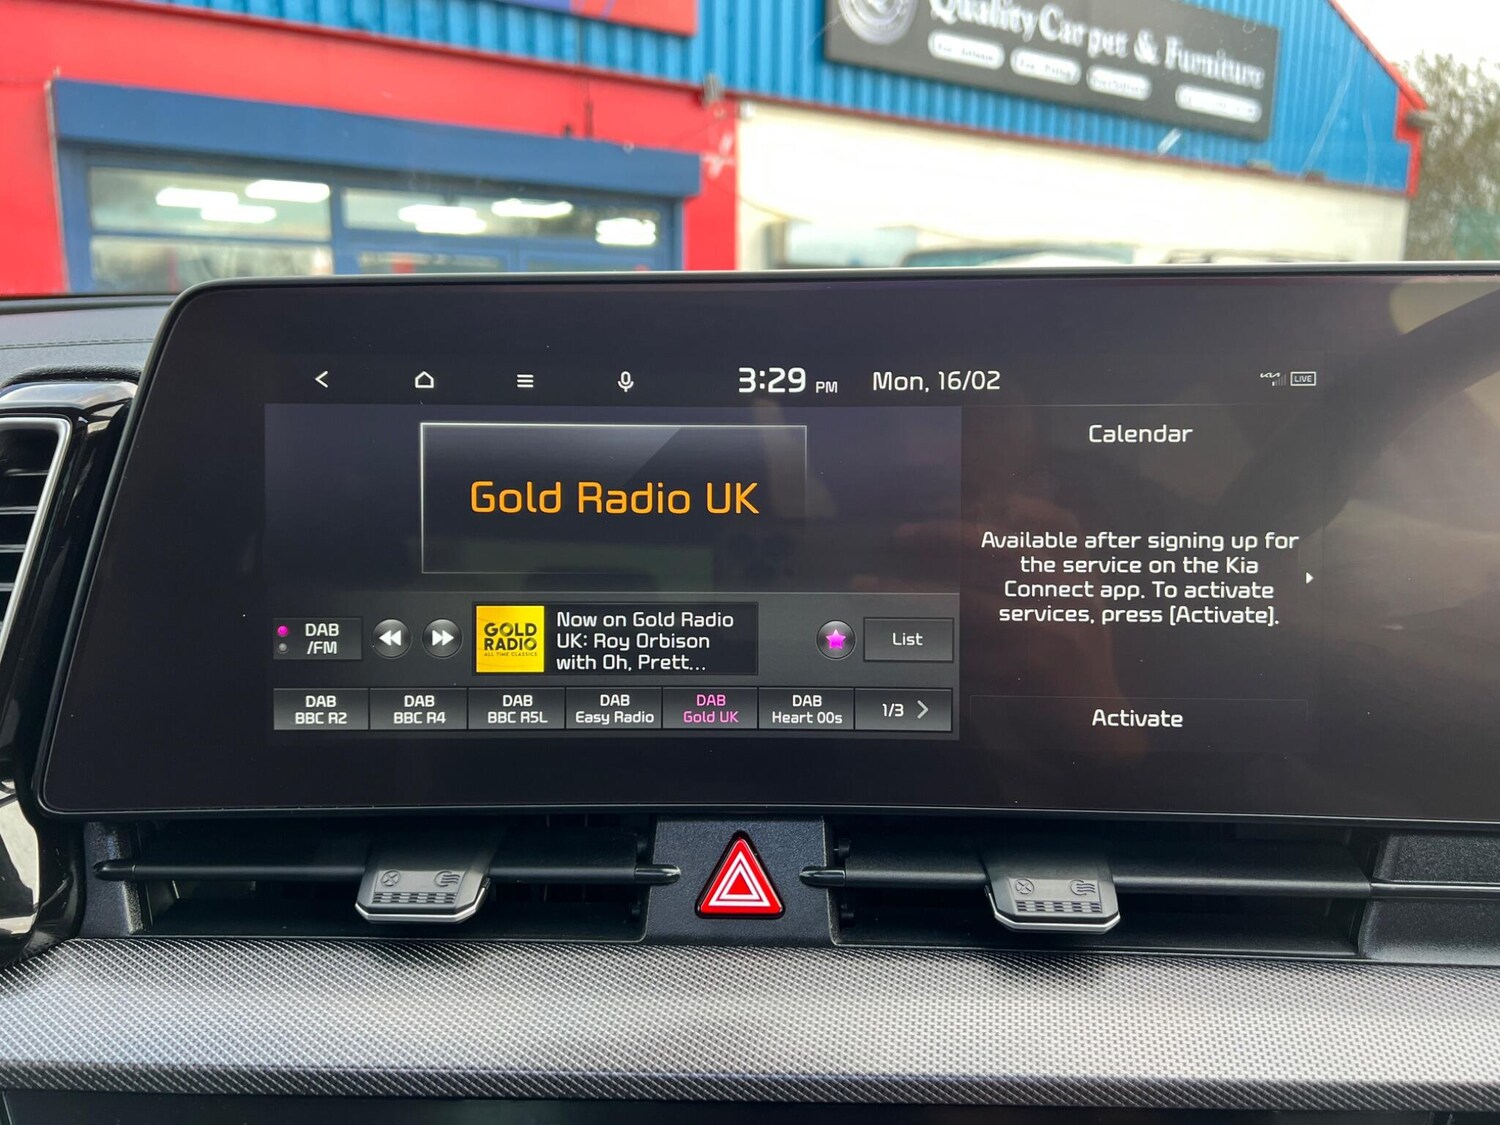 Quality Carpet & Furniture
3:29 PM Mon, 16/02
LIVE
Gold Radio UK
Calendar
Available after signing up for
the service on the Kia
Connect app. To activate
services, press [Activate].
Activate
DAB
/FM
GOLD
RADIO
ALL TIME CLASSICS
Now on Gold Radio
UK: Roy Orbison
with Oh, Prett...
List
DAB
BBC R2
DAB
BBC R4
DAB
BBC R5L
DAB
Easy Radio
DAB
Gold UK
DAB
Heart 00s
1/3